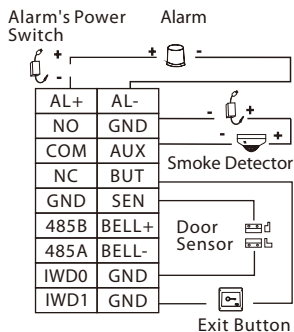 Alarm's Power Switch
Alarm
+
-
+ -
AL+ AL-
NO GND
COM AUX
NC BUT
GND SEN
485B BELL+
485A BELL-
IWD0 GND
IWD1 GND
- +
- +
Smoke Detector
Door
Sensor
Exit Button